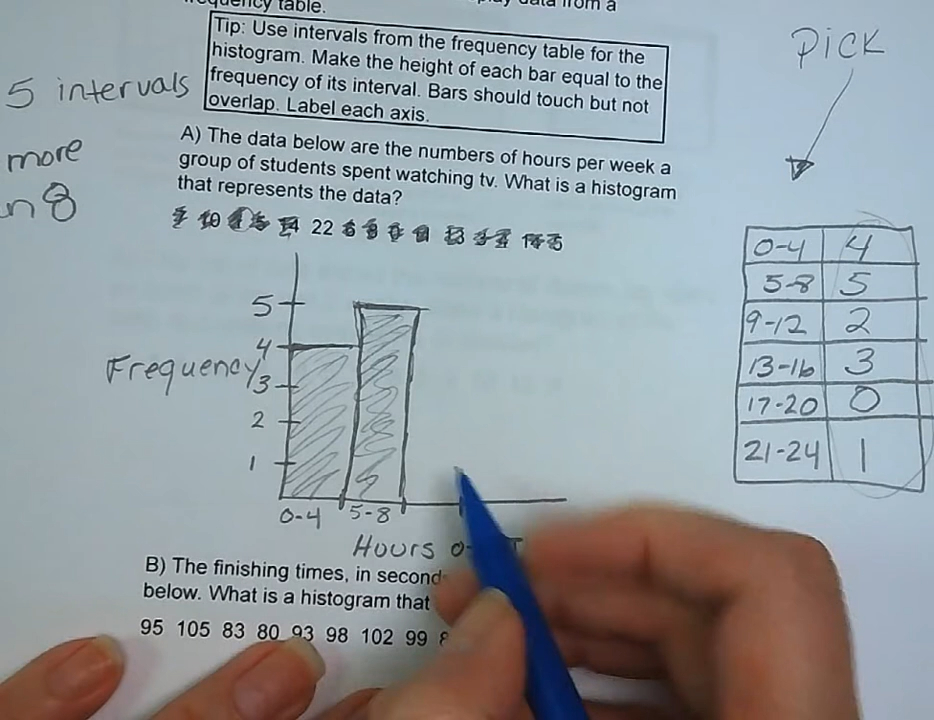 frequency table.
data from a
Tip: Use intervals from the frequency table for the
histogram. Make the height of each bar equal to the
frequency of its interval. Bars should touch but not
overlap. Label each axis.
5 intervals
more
8
PICK
A) The data below are the numbers of hours per week a
group of students spent watching tv. What is a histogram
that represents the data?
22
5
4
3
2
1
Frequency
0-4 5-8
Hours
0-4 4
5-8 5
9-12 2
13-16 3
17-20 0
21-24 1
B) The finishing times, in second
below. What is a histogram that
95 105 83 80 93 98 102 99